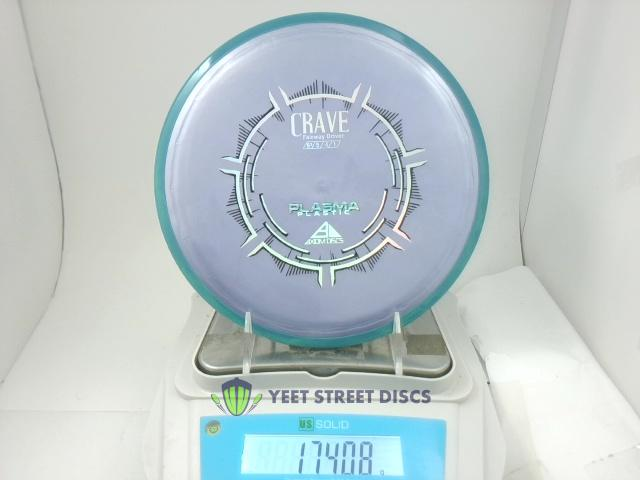 CRAVE
Fairway Driver
PLASMA
PLASTIC
AXIOM DISCS
YEET STREET DISCS
US SOLID
174.08 g